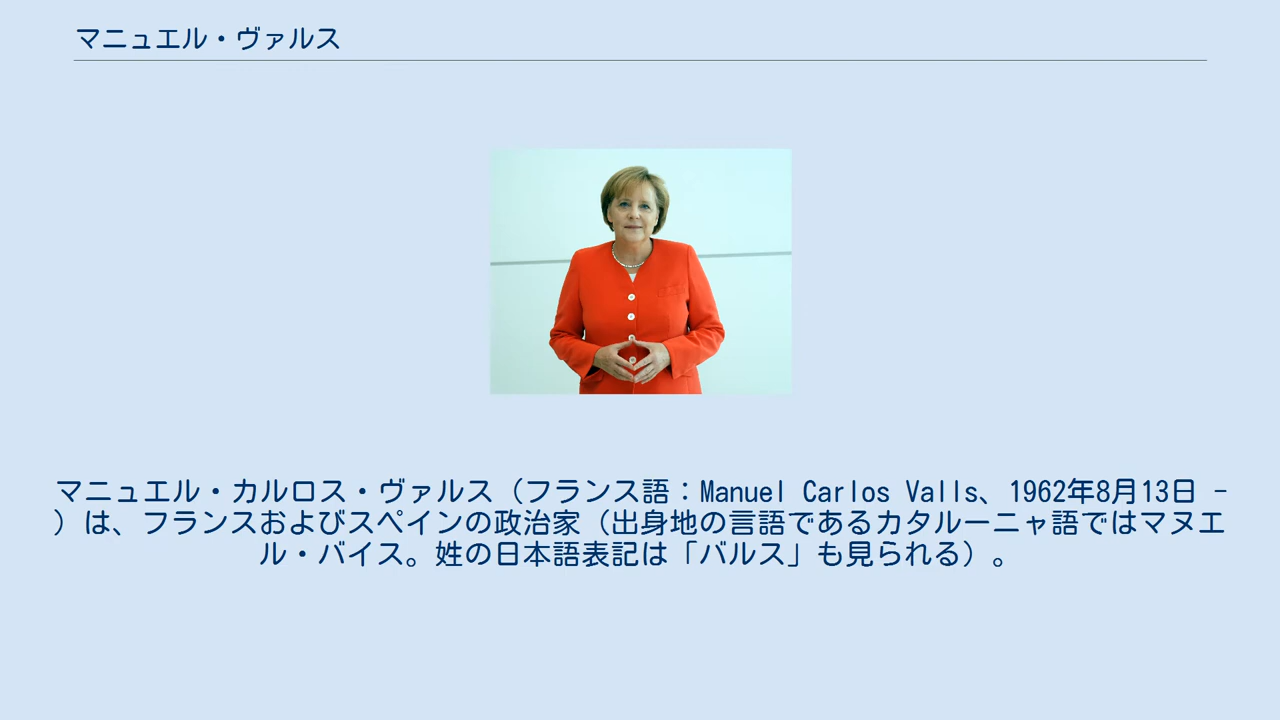 マニュエル・ヴァルス
マニュエル・カルロス・ヴァルス（フランス語：Manuel Carlos Valls、1962年8月13日 -
）は、フランスおよびスペインの政治家（出身地の言語であるカタルーニャ語ではマヌエ
ル・バイス。姓の日本語表記は「バルス」も見られる）。